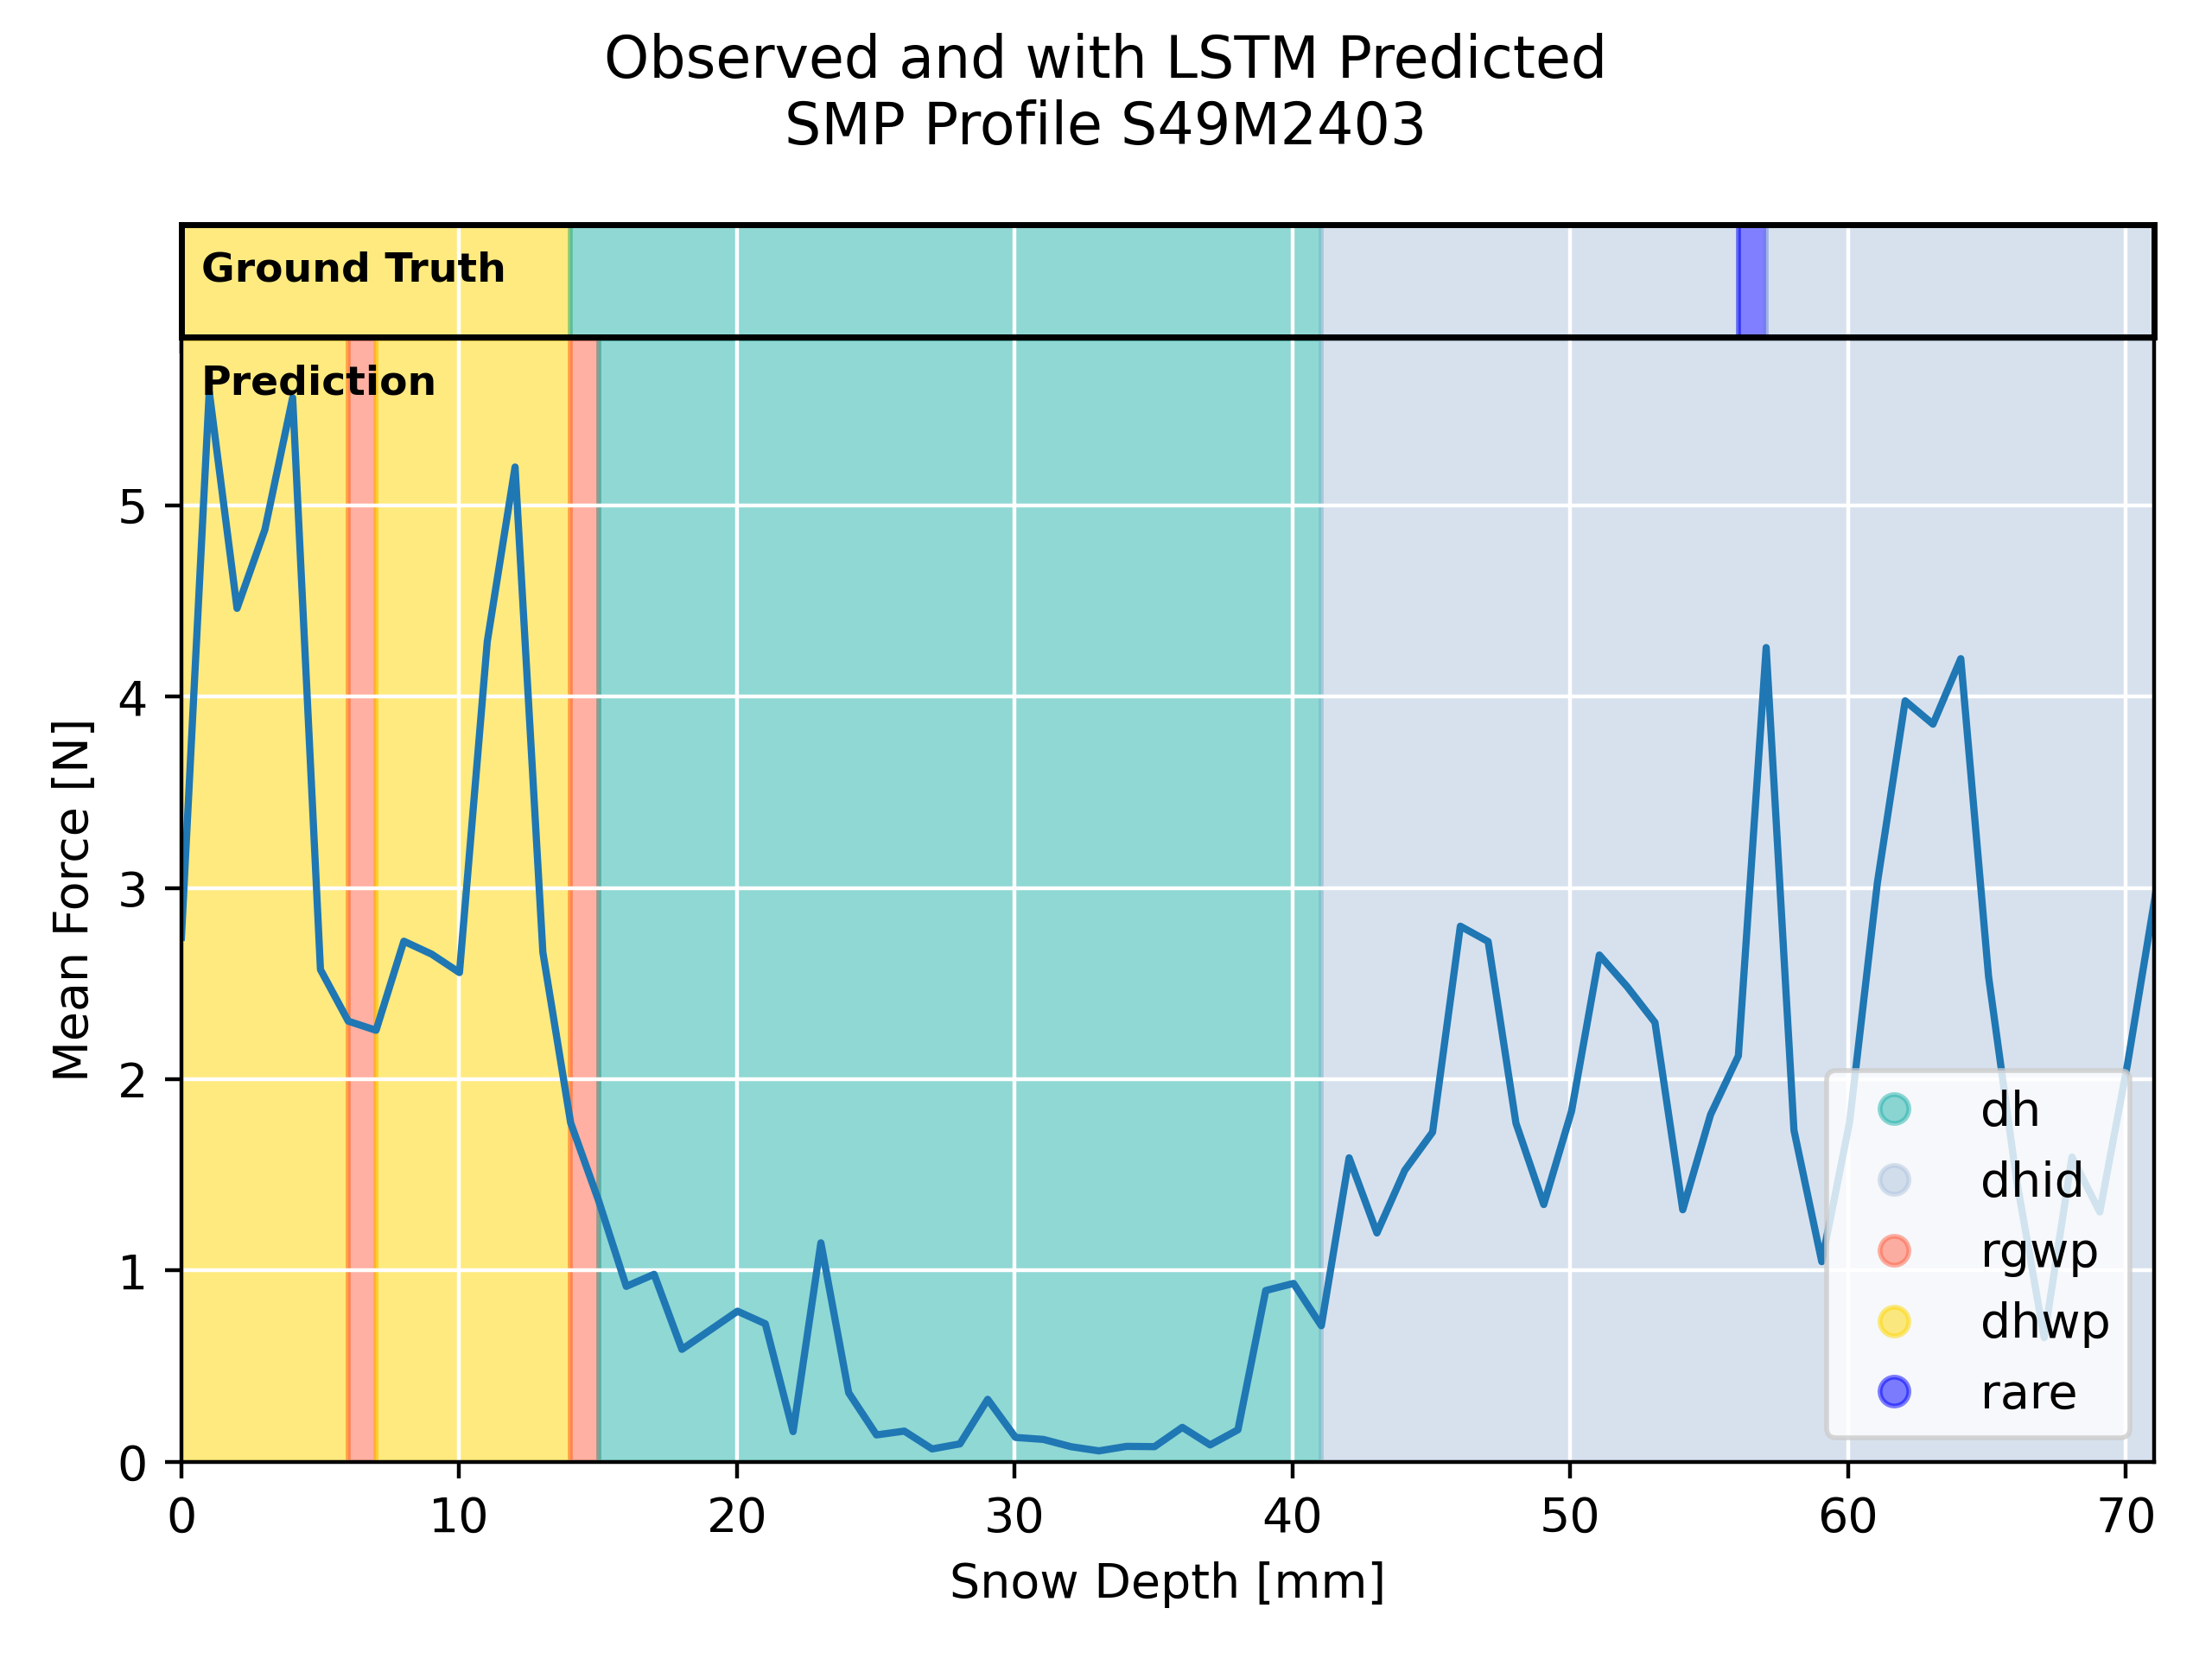 Observed and with LSTM Predicted
SMP Profile S49M2403
Ground Truth
Prediction
5
4
3
2
1
0
Mean Force [N]
0 10 20 30 40 50 60 70
Snow Depth [mm]
dh
dhid
rgwp
dhwp
rare